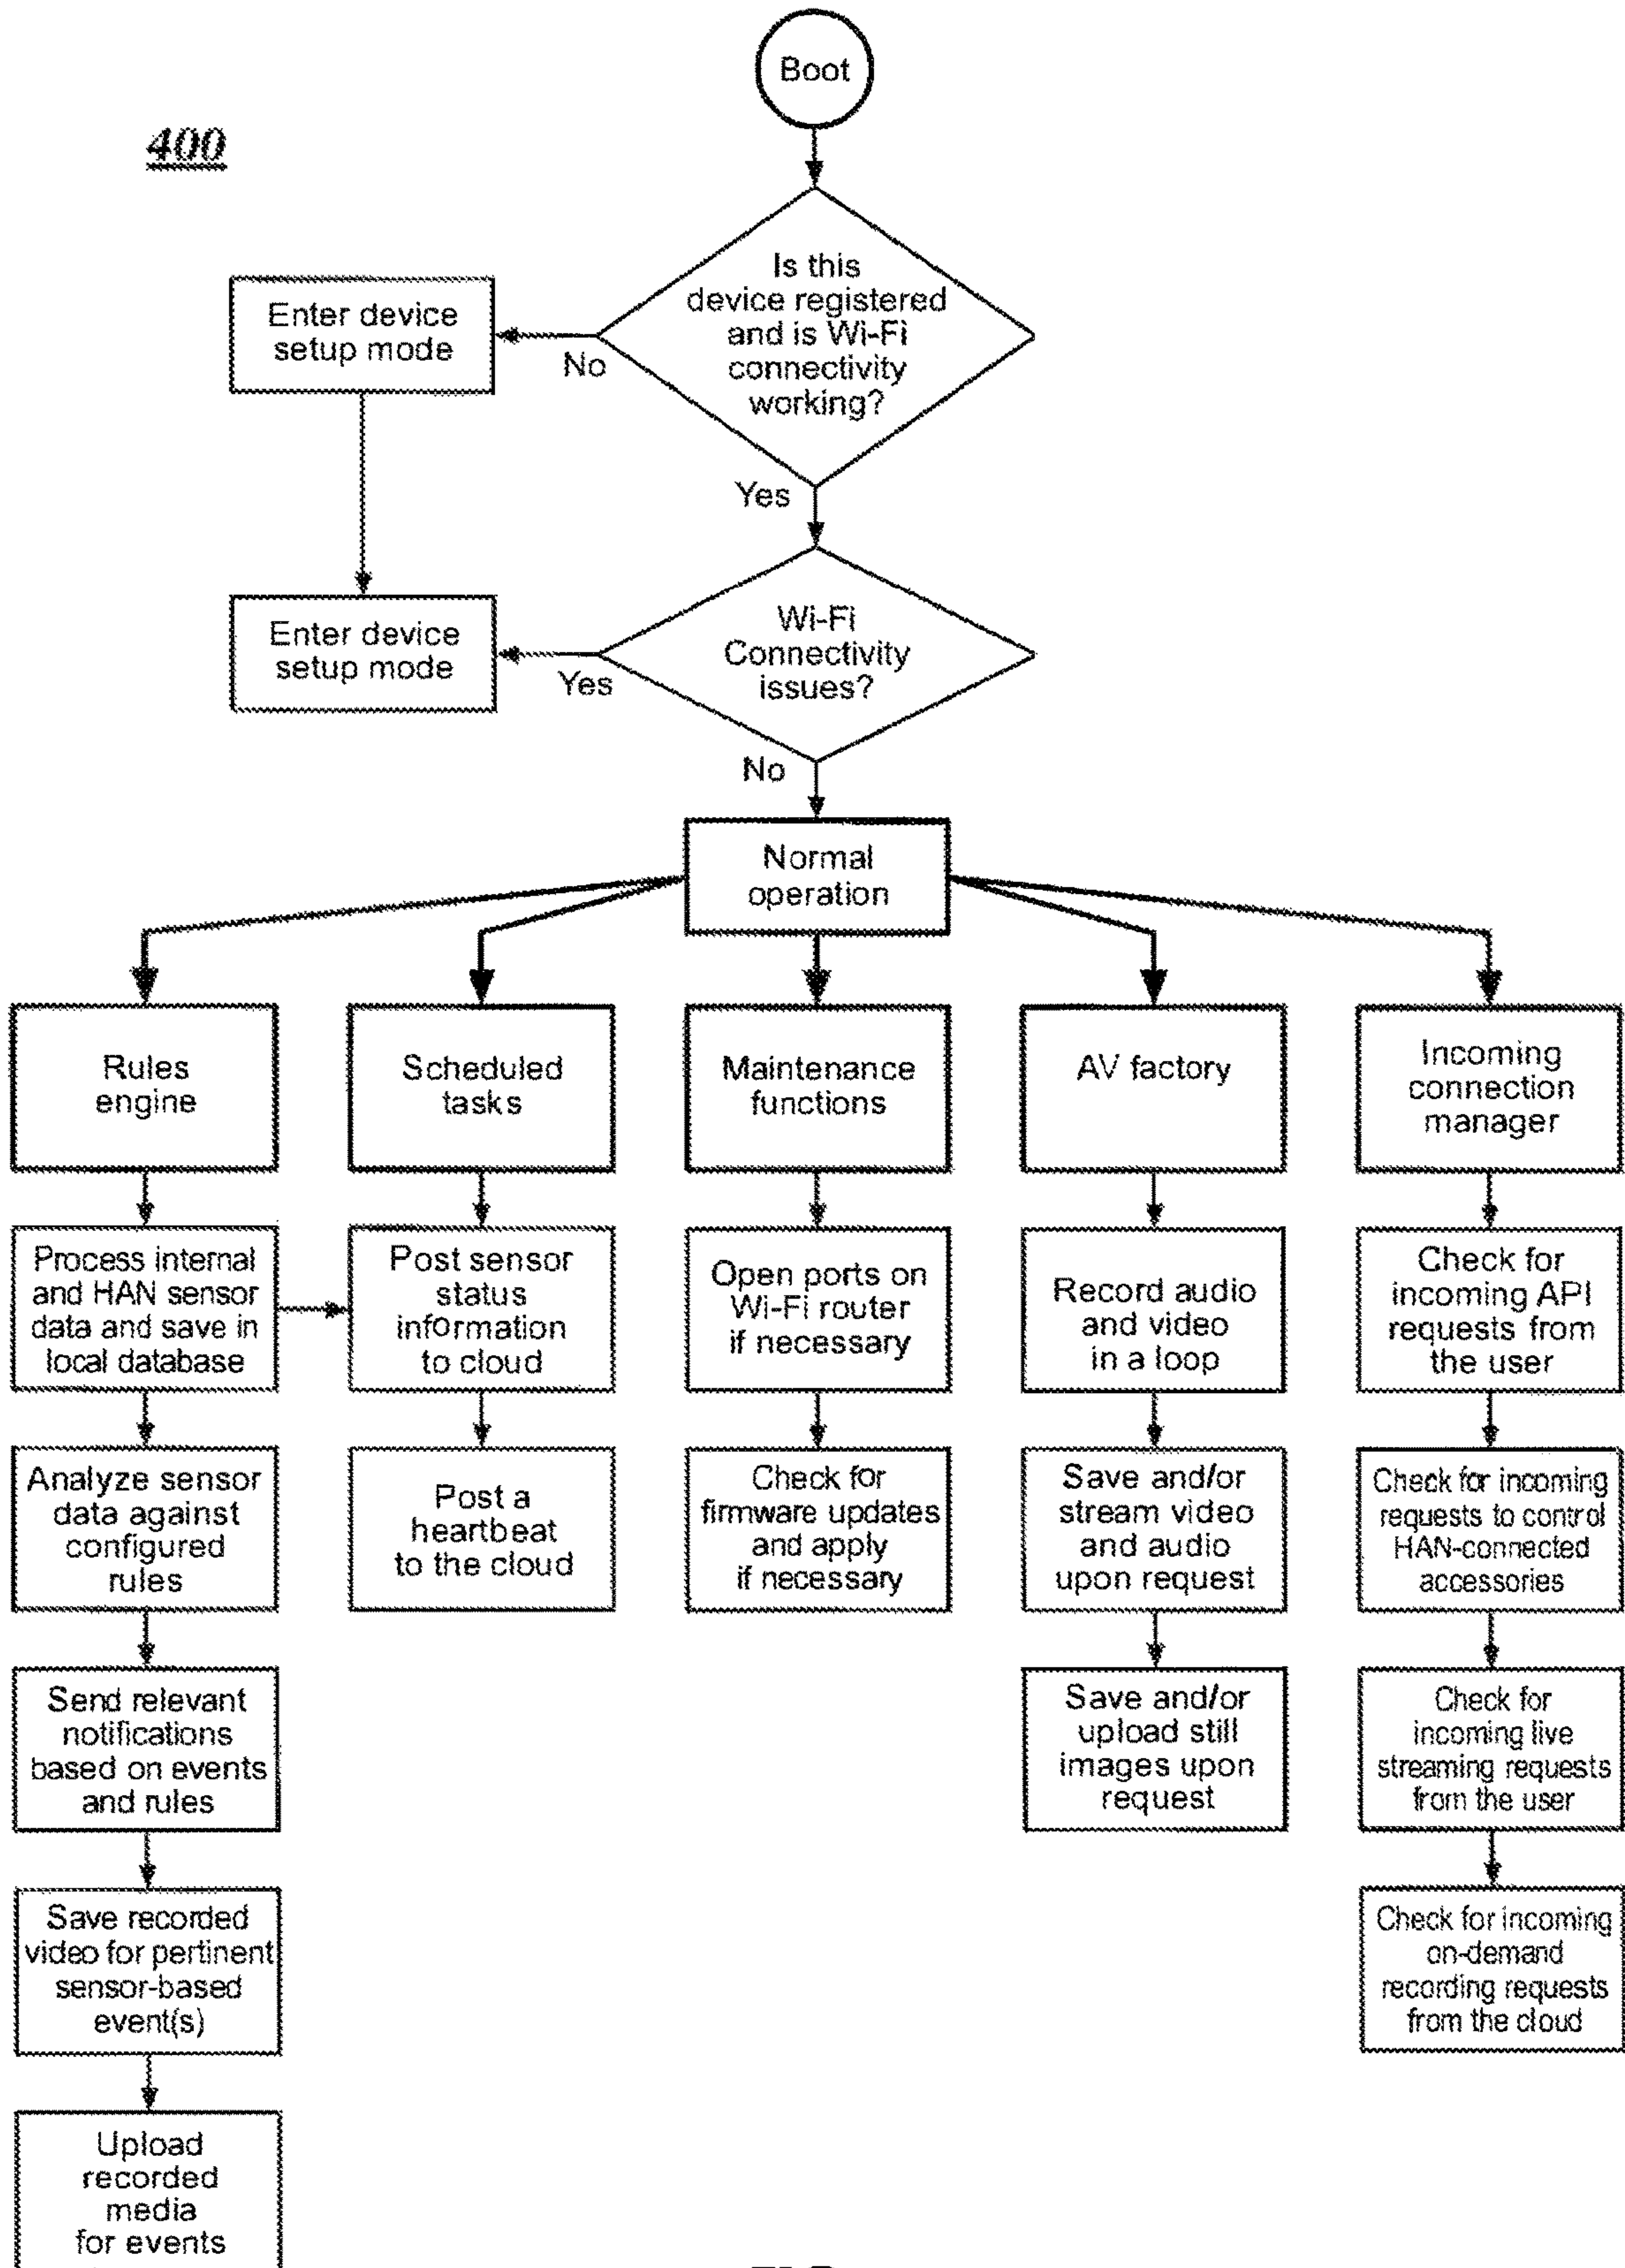 Boot
400
Is this
device registered
and is Wi-Fi
connectivity
working?
Enter device
setup mode
No
Yes
Wi-Fi
Connectivity
issues?
Enter device
setup mode
Yes
No
Normal
operation
Rules
engine
Scheduled
tasks
Maintenance
functions
AV factory
Incoming
connection
manager
Process internal
and HAN sensor
data and save in
local database
Post sensor
status
information
to cloud
Open ports on
Wi-Fi router
if necessary
Record audio
and video
in a loop
Check for
incoming API
requests from
the user
Analyze sensor
data against
configured
rules
Post a
heartbeat
to the cloud
Check for
firmware updates
and apply
if necessary
Save and/or
stream video
and audio
upon request
Check for incoming
requests to control
HAN-connected
accessories
Send relevant
notifications
based on events
and rules
Save and/or
upload still
images upon
request
Check for
incoming live
streaming requests
from the user
Save recorded
video for pertinent
sensor-based
event(s)
Check for incoming
on-demand
recording requests
from the cloud
Upload
recorded
media
for events